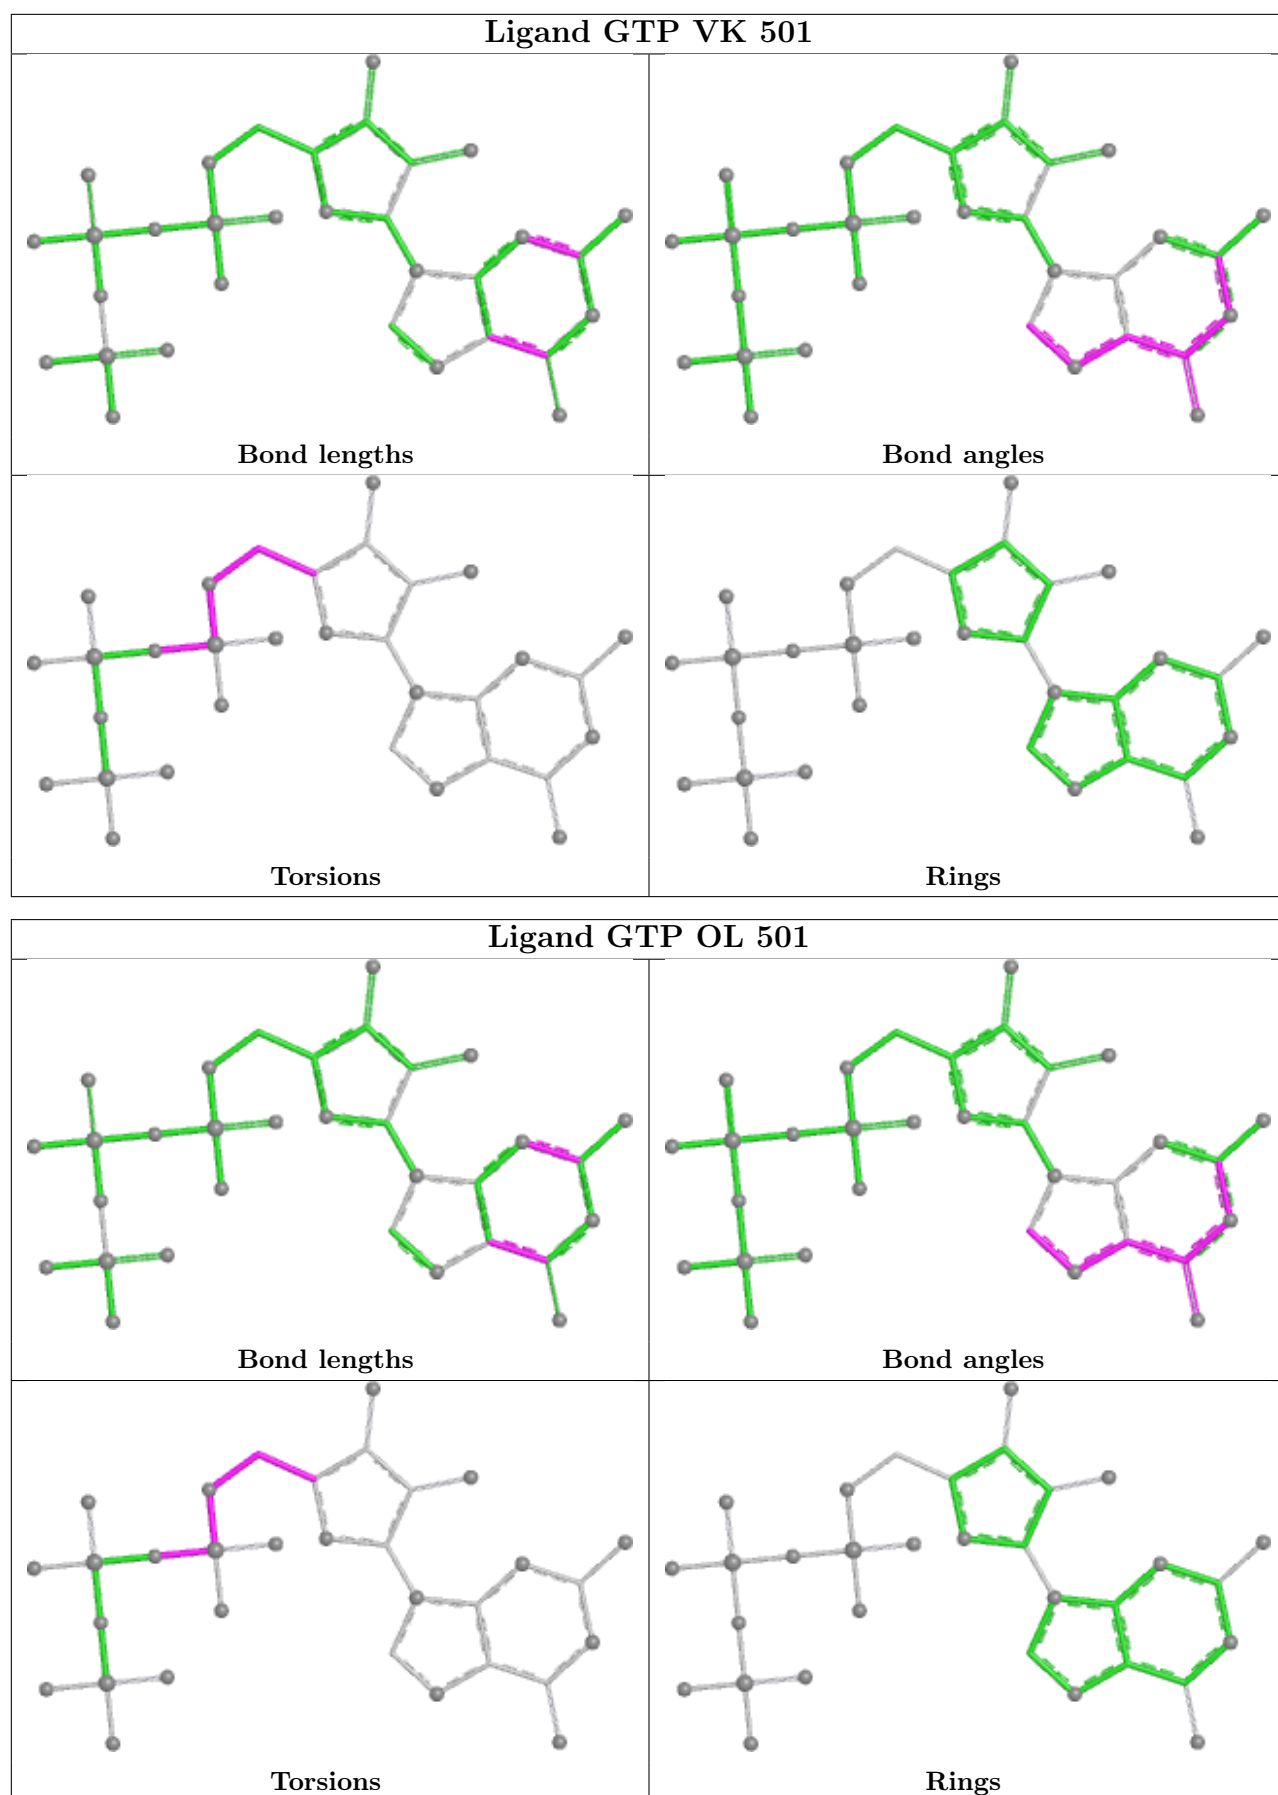 Ligand GTP VK 501
Bond lengths
Bond angles
Torsions
Rings
Ligand GTP OL 501
Bond lengths
Bond angles
Torsions
Rings